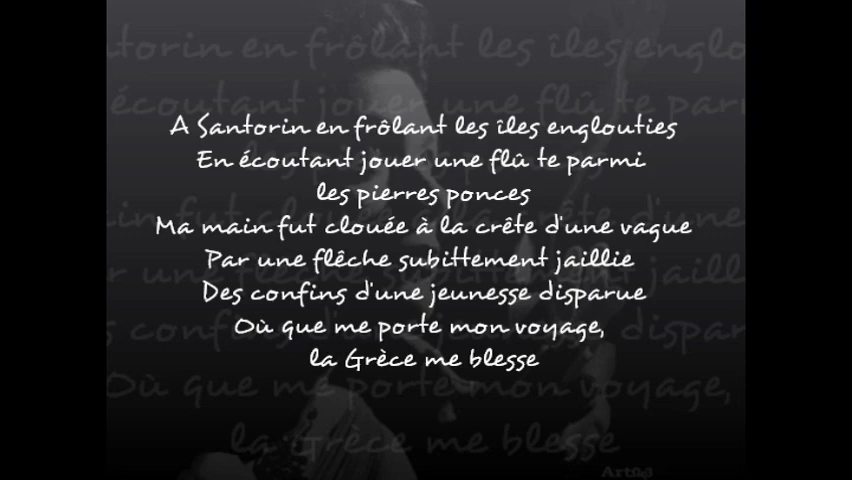 A Santorin en frôlant les îles englouties
En écoutant jouer une flû te parmi
les pierres ponces
Ma main fut clouée à la crête d'une vague
Par une flêche subittement jaillie
Des confins d'une jeunesse disparue
Où que me porte mon voyage,
la Grèce me blesse